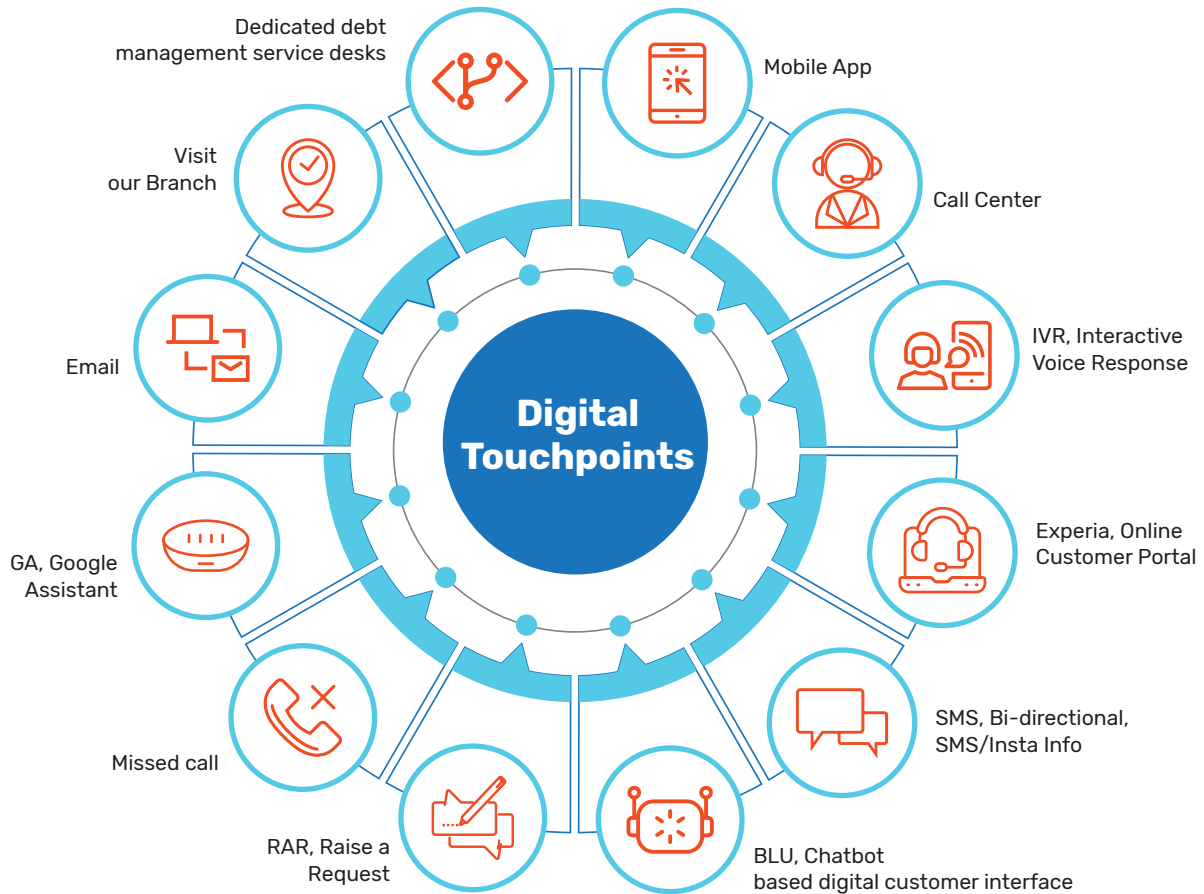 Dedicated debt
management service desks
Mobile App
Visit
our Branch
Call Center
Email
IVR, Interactive
Voice Response
Digital
Touchpoints
GA, Google
Assistant
Experia, Online
Customer Portal
Missed call
SMS, Bi-directional,
SMS/Insta Info
RAR, Raise a
Request
BLU, Chatbot
based digital customer interface